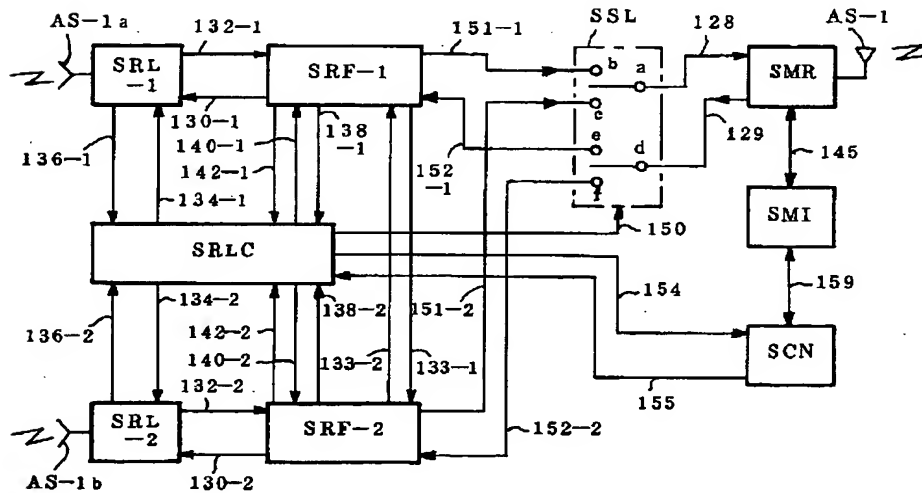 AS-1a
132-1
151-1
SSL
128
AS-1
SRL
-1
SRF-1
b
a
SMR
130-1
c
129
136-1
140-1
138
-1
e
d
142-1
152
-1
145
134-1
f
SMI
150
SRLC
136-2
134-2
138-2
151-2
154
159
142-2
140-2
133-2
133-1
132-2
SCN
155
SRL
-2
SRF-2
152-2
AS-1b
130-2